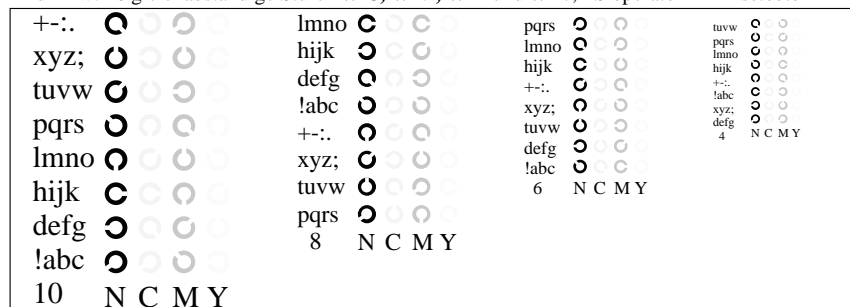 +-:.
xyz;
tuvw
pqrs
lmno
hijk
defg
!abc
10 N C M Y
lmno
hijk
defg
!abc
+-:.
xyz;
tuvw
pqrs
8 N C M Y
pqrs
lmno
hijk
+-:.
xyz;
tuvw
defg
!abc
6 N C M Y
tuvw
pqrs
lmno
hijk
+-:.
!abc
xyz;
defg
4 N C M Y